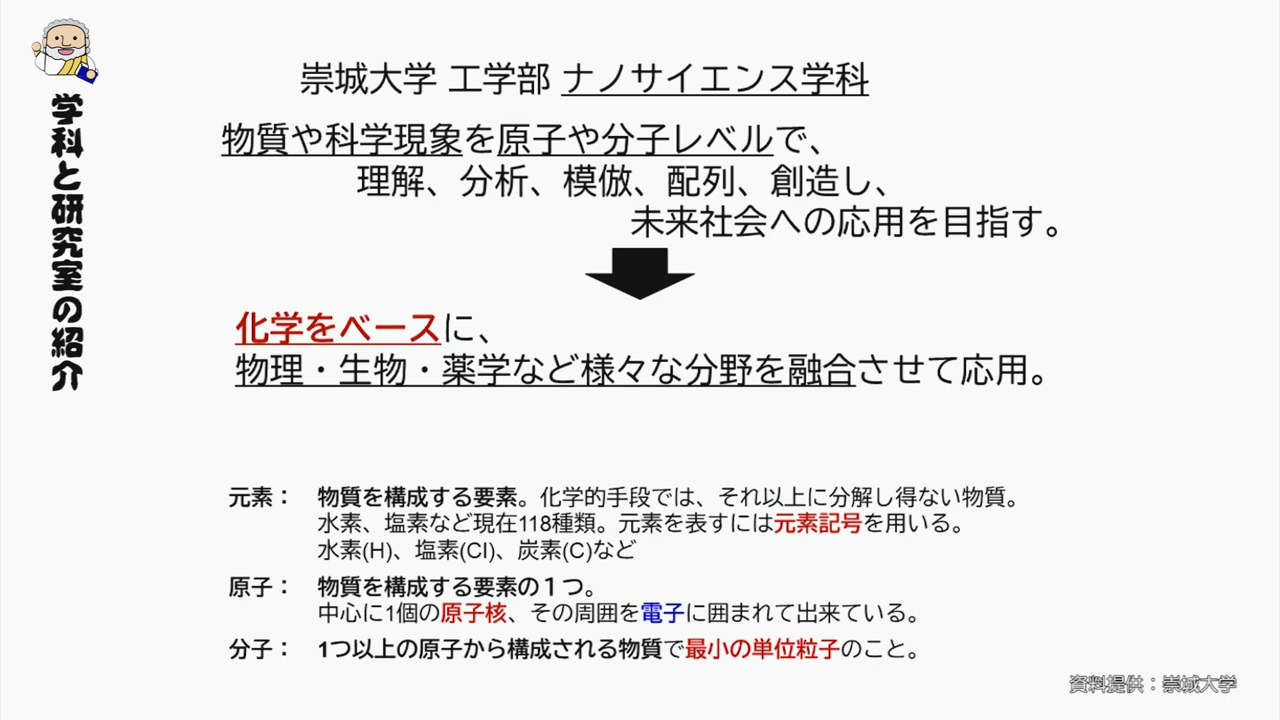 学科と研究室の紹介
崇城大学 工学部 ナノサイエンス学科
物質や科学現象を原子や分子レベルで、
理解、分析、模倣、配列、創造し、
未来社会への応用を目指す。
化学をベースに、
物理・生物・薬学など様々な分野を融合させて応用。
元素： 物質を構成する要素。化学的手段では、それ以上に分解し得ない物質。
水素、塩素など現在118種類。元素を表すには元素記号を用いる。
水素(H)、塩素(Cl)、炭素(C)など
原子： 物質を構成する要素の１つ。
中心に1個の原子核、その周囲を電子に囲まれて出来ている。
分子： 1つ以上の原子から構成される物質で最小の単位粒子のこと。
資料提供：崇城大学